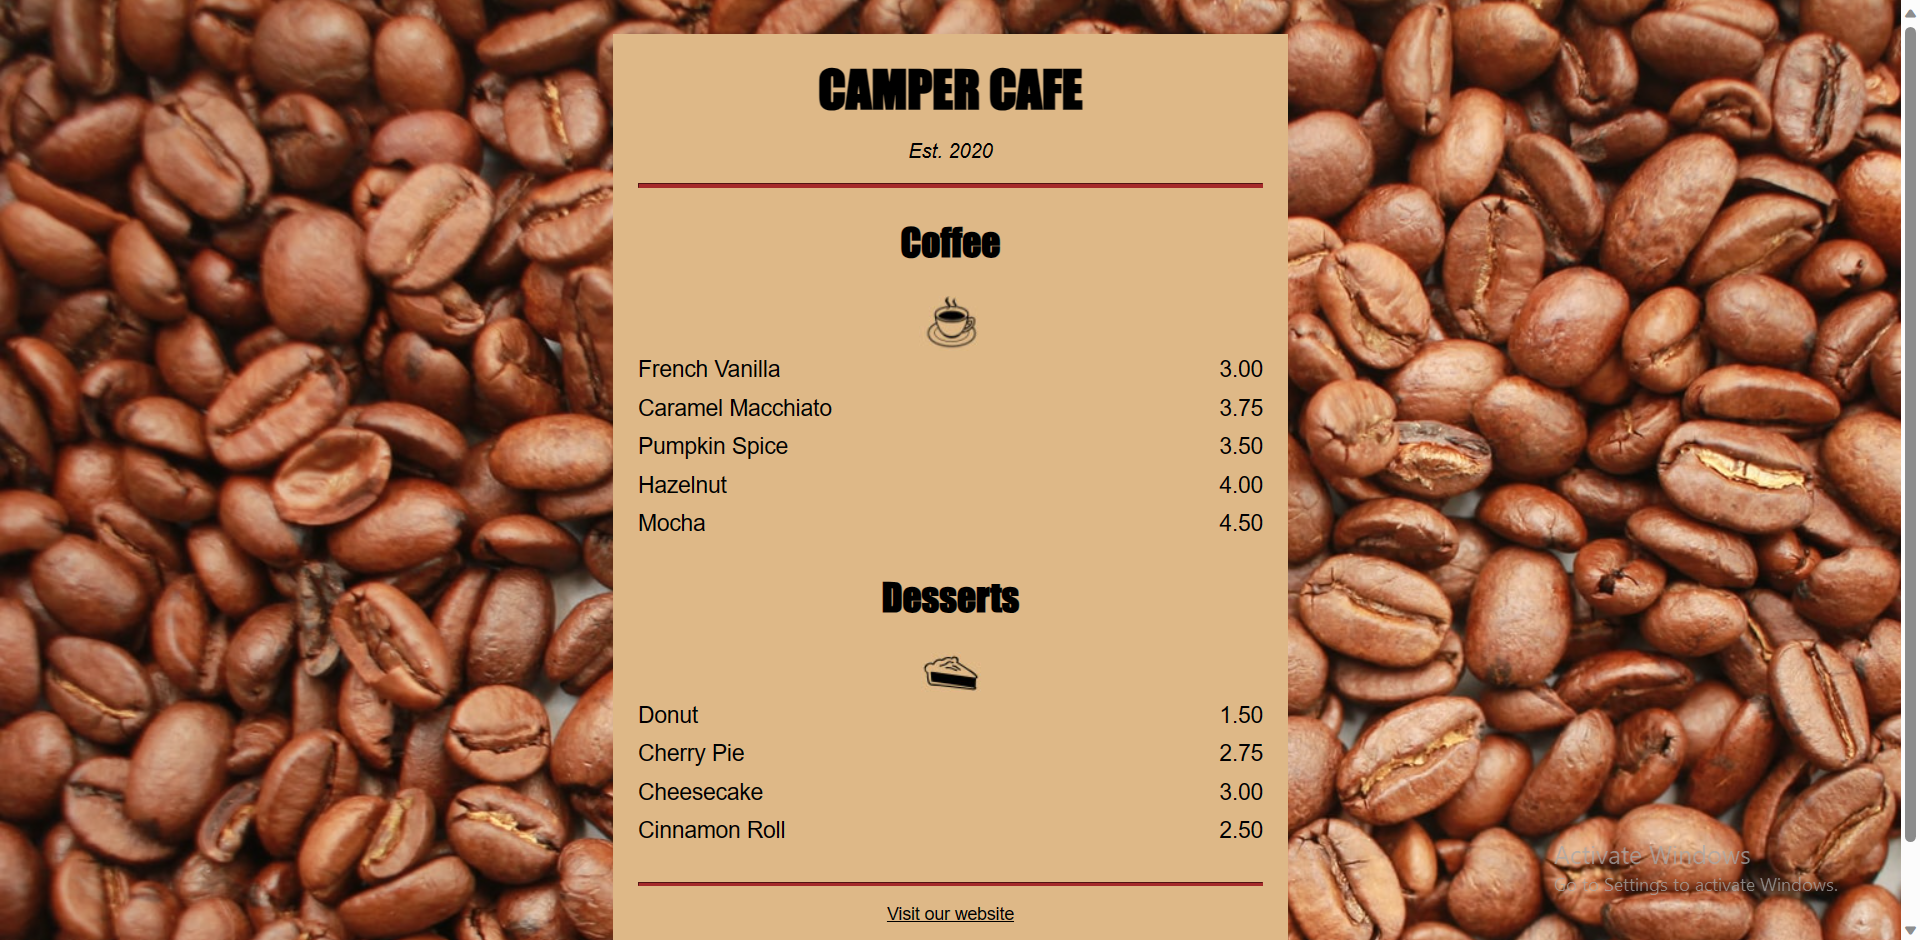 CAMPER CAFE
Est. 2020
Coffee
French Vanilla 3.00
Caramel Macchiato 3.75
Pumpkin Spice 3.50
Hazelnut 4.00
Mocha 4.50
Desserts
Donut 1.50
Cherry Pie 2.75
Cheesecake 3.00
Cinnamon Roll 2.50
Visit our website
Activate Windows
Go to Settings to activate Windows.